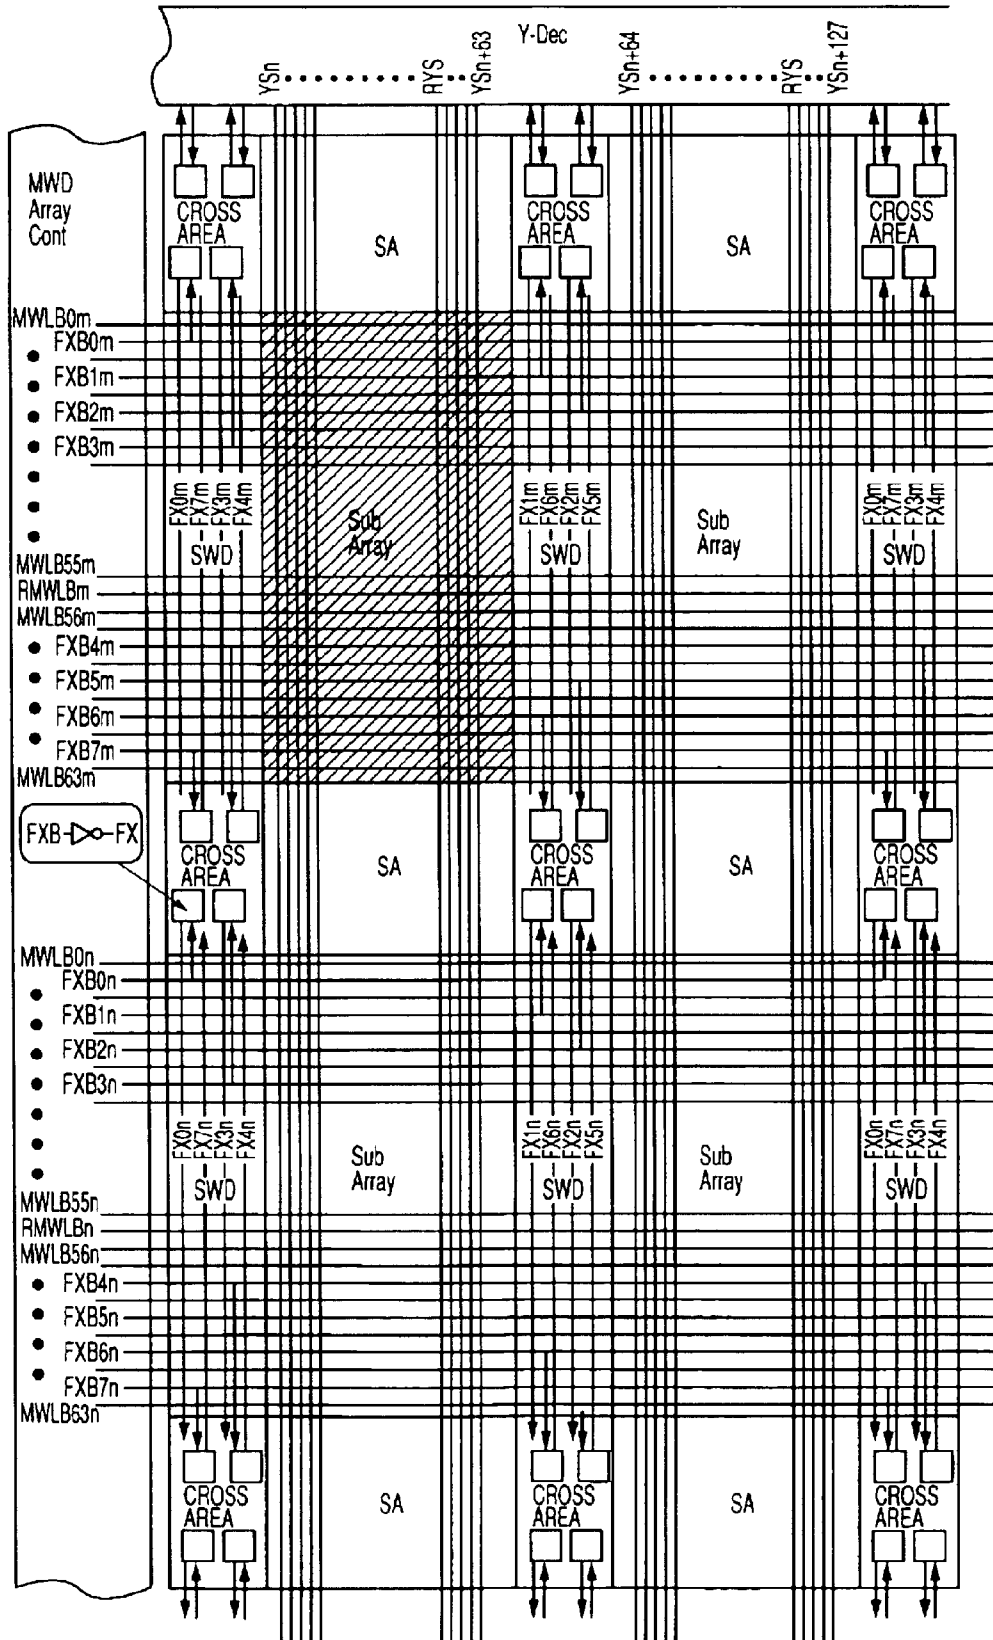 Y-Dec
YSn
RYS
YSn+63
YSn+64
RYS
YSn+127
MWD
Array
Cont
CROSS
AREA
SA
CROSS
AREA
SA
CROSS
AREA
MWLB0m
FXB0m
FXB1m
FXB2m
FXB3m
FX0m
FX7m
FX3m
FX4m
SWD
Sub
Array
FX1m
FX6m
FX2m
FX5m
SWD
Sub
Array
FX0m
FX7m
FX3m
FX4m
SWD
MWLB55m
RMWLBm
MWLB56m
FXB4m
FXB5m
FXB6m
FXB7m
MWLB63m
FXB
FX
CROSS
AREA
SA
CROSS
AREA
SA
CROSS
AREA
MWLB0n
FXB0n
FXB1n
FXB2n
FXB3n
FX0n
FX7n
FX3n
FX4n
SWD
Sub
Array
FX1n
FX6n
FX2n
FX5n
SWD
Sub
Array
FX0n
FX7n
FX3n
FX4n
SWD
MWLB55n
RMWLBn
MWLB56n
FXB4n
FXB5n
FXB6n
FXB7n
MWLB63n
CROSS
AREA
SA
CROSS
AREA
SA
CROSS
AREA